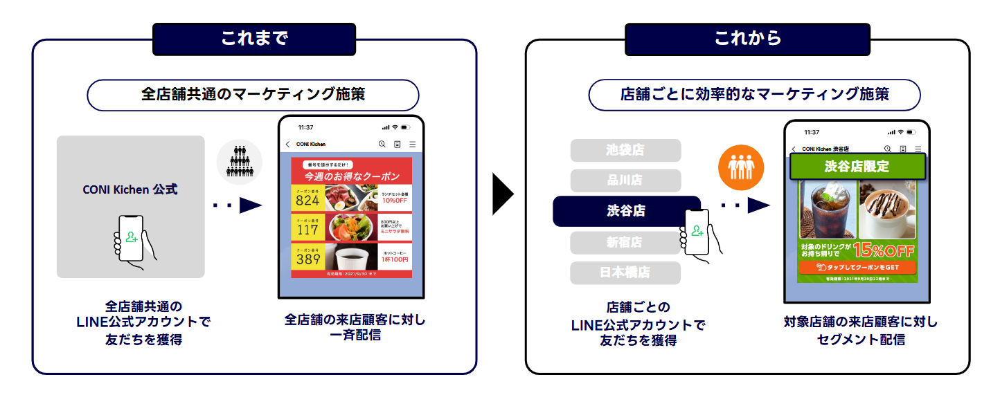 これまで
全店舗共通のマーケティング施策
CONI Kichen 公式
全店舗共通の
LINE公式アカウントで
友だちを獲得
11:37
CONI Kichen
番号を提示するだけ！
今週のお得なクーポン
クーポン番号
824
ランチセット各種
10%OFF
クーポン番号
117
800円以上
お買い上げで
ミニサラダ無料
クーポン番号
389
ホットコーヒー
1杯100円
有効期限：2021/9/30 まで
全店舗の来店顧客に対し
一斉配信
これから
店舗ごとに効率的なマーケティング施策
池袋店
品川店
渋谷店
新宿店
日本橋店
店舗ごとの
LINE公式アカウントで
友だちを獲得
11:37
CONI Kichen 渋谷店
渋谷店限定
対象のドリンクが
お持ち帰りで
15%OFF
タップしてクーポンをGET
有効期限：2021年9月30日22時まで
対象店舗の来店顧客に対し
セグメント配信